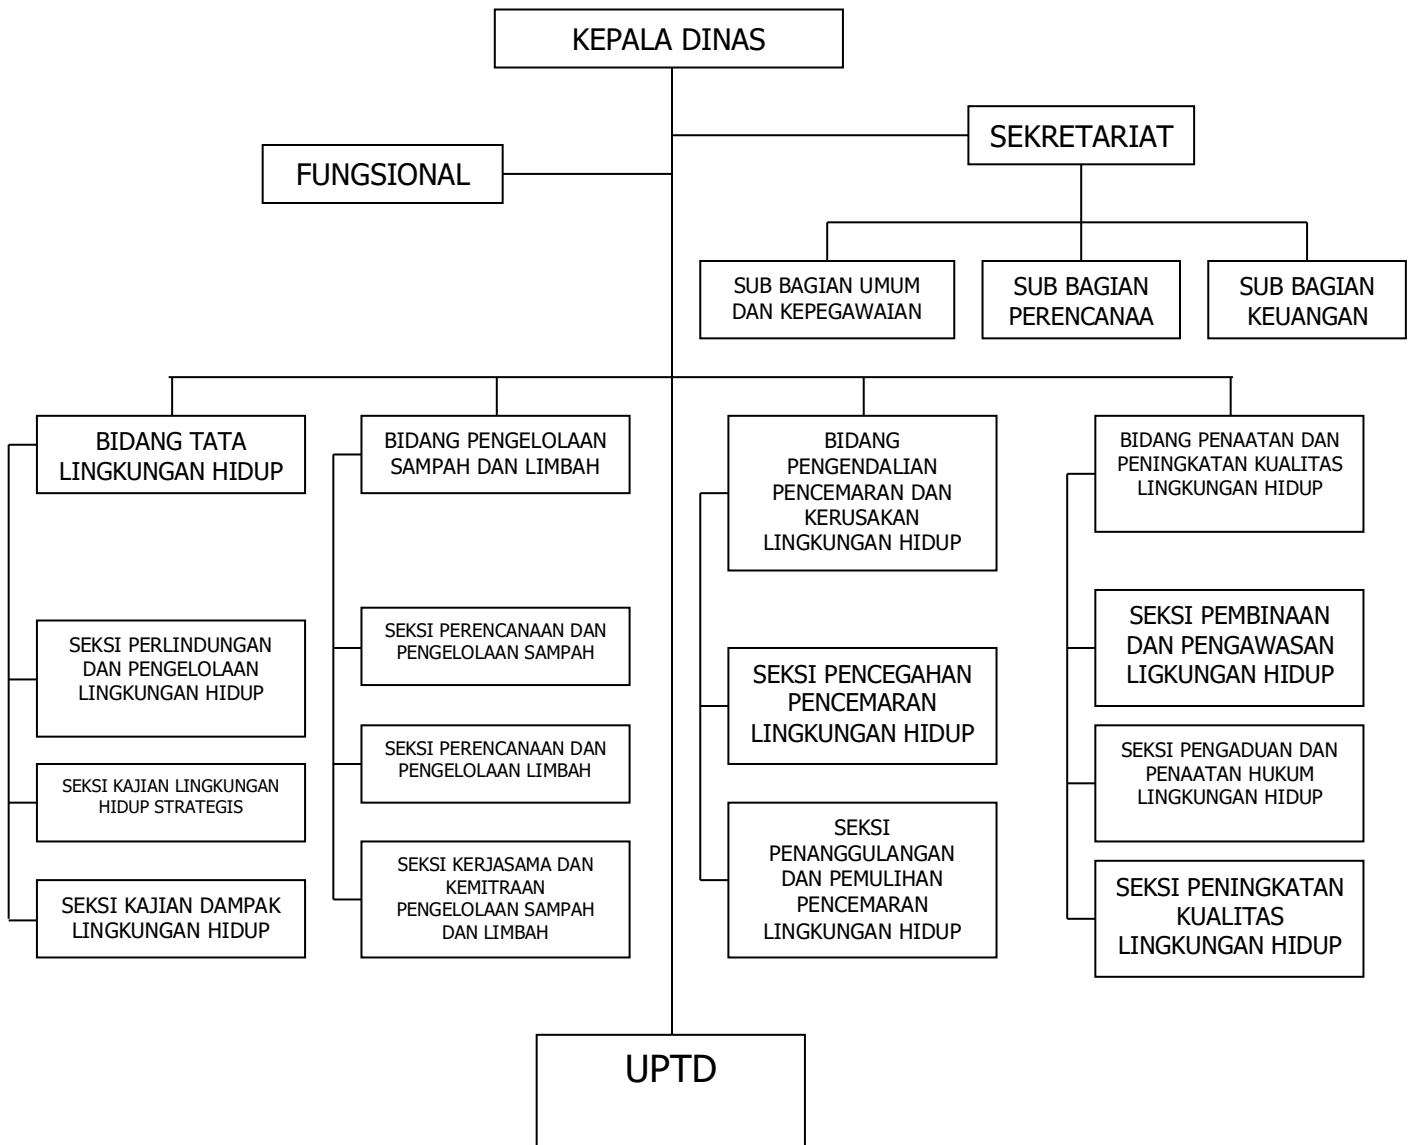 KEPALA DINAS
SEKRETARIAT
FUNGSIONAL
SUB BAGIAN UMUM
DAN KEPEGAWAIAN
SUB BAGIAN
PERENCANAA
SUB BAGIAN
KEUANGAN
BIDANG TATA
LINGKUNGAN HIDUP
BIDANG PENGELOLAAN
SAMPAH DAN LIMBAH
BIDANG
PENGENDALIAN
PENCEMARAN DAN
KERUSAKAN
LINGKUNGAN HIDUP
BIDANG PENAATAN DAN
PENINGKATAN KUALITAS
LINGKUNGAN HIDUP
SEKSI PERLINDUNGAN
DAN PENGELOLAAN
LINGKUNGAN HIDUP
SEKSI KAJIAN LINGKUNGAN
HIDUP STRATEGIS
SEKSI KAJIAN DAMPAK
LINGKUNGAN HIDUP
SEKSI PERENCANAAN DAN
PENGELOLAAN SAMPAH
SEKSI PERENCANAAN DAN
PENGELOLAAN LIMBAH
SEKSI KERJASAMA DAN
KEMITRAAN
PENGELOLAAN SAMPAH
DAN LIMBAH
SEKSI PENCEGAHAN
PENCEMARAN
LINGKUNGAN HIDUP
SEKSI
PENANGGULANGAN
DAN PEMULIHAN
PENCEMARAN
LINGKUNGAN HIDUP
SEKSI PEMBINAAN
DAN PENGAWASAN
LIGKUNGAN HIDUP
SEKSI PENGADUAN DAN
PENAATAN HUKUM
LINGKUNGAN HIDUP
SEKSI PENINGKATAN
KUALITAS
LINGKUNGAN HIDUP
UPTD